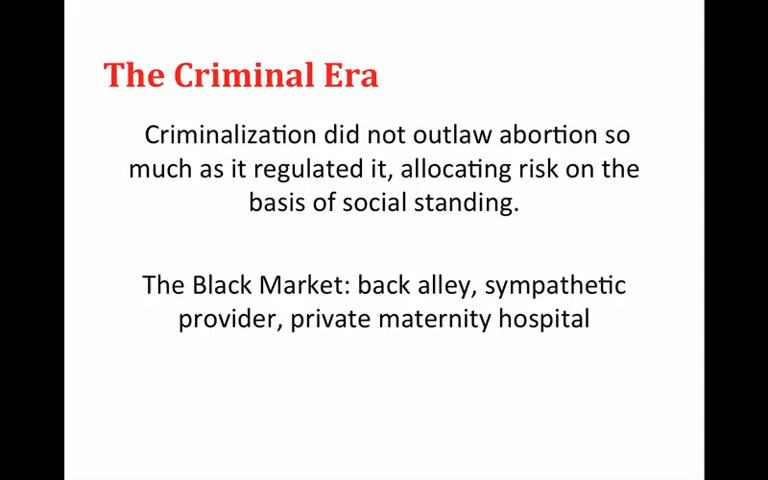 The Criminal Era
Criminalization did not outlaw abortion so
much as it regulated it, allocating risk on the
basis of social standing.
The Black Market: back alley, sympathetic
provider, private maternity hospital